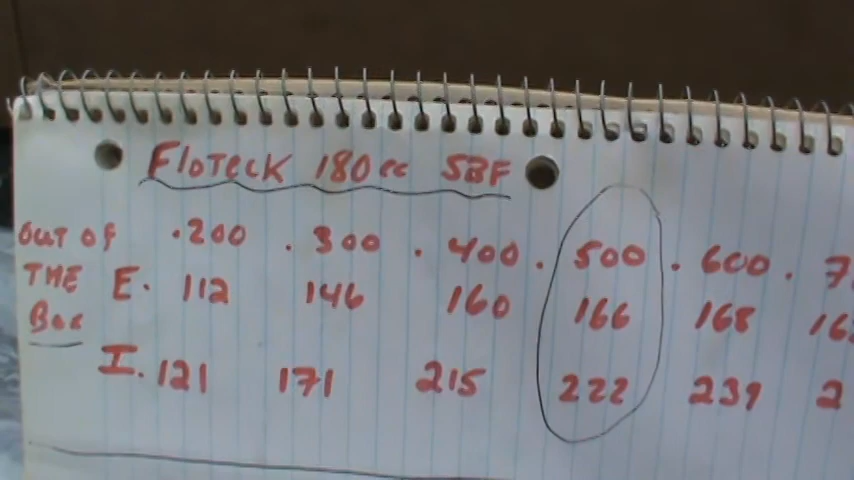 FloTeck 180cc SBF
OUT OF .200 .300 .400 .500 .600 .
THE E. 112 146 160 166 168
Box
I. 121 171 215 222 239 2